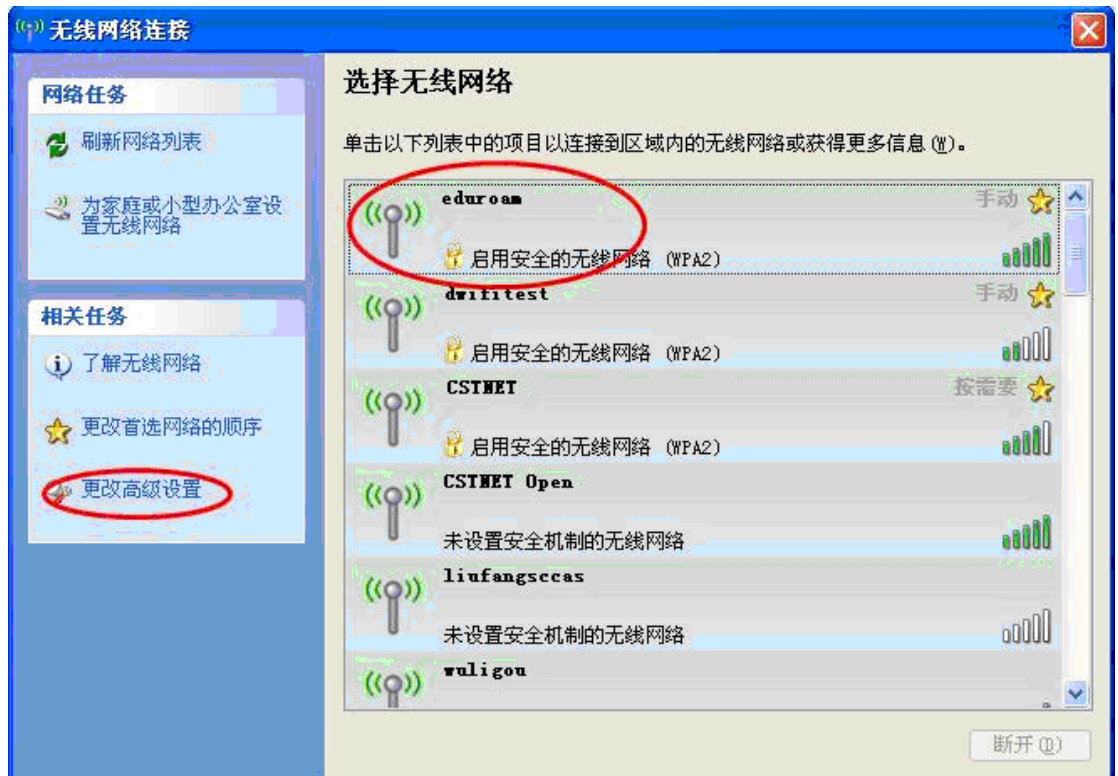 无线网络连接
网络任务
刷新网络列表
为家庭或小型办公室设
置无线网络
相关任务
了解无线网络
更改首选网络的顺序
更改高级设置
选择无线网络
单击以下列表中的项目以连接到区域内的无线网络或获得更多信息(W)。
eduroam 手动
启用安全的无线网络 (WPA2)
dwifitest 手动
启用安全的无线网络 (WPA2)
CSTNET 按需要
启用安全的无线网络 (WPA2)
CSTNET Open
未设置安全机制的无线网络
liufangsccas
未设置安全机制的无线网络
wuligou
断开(D)